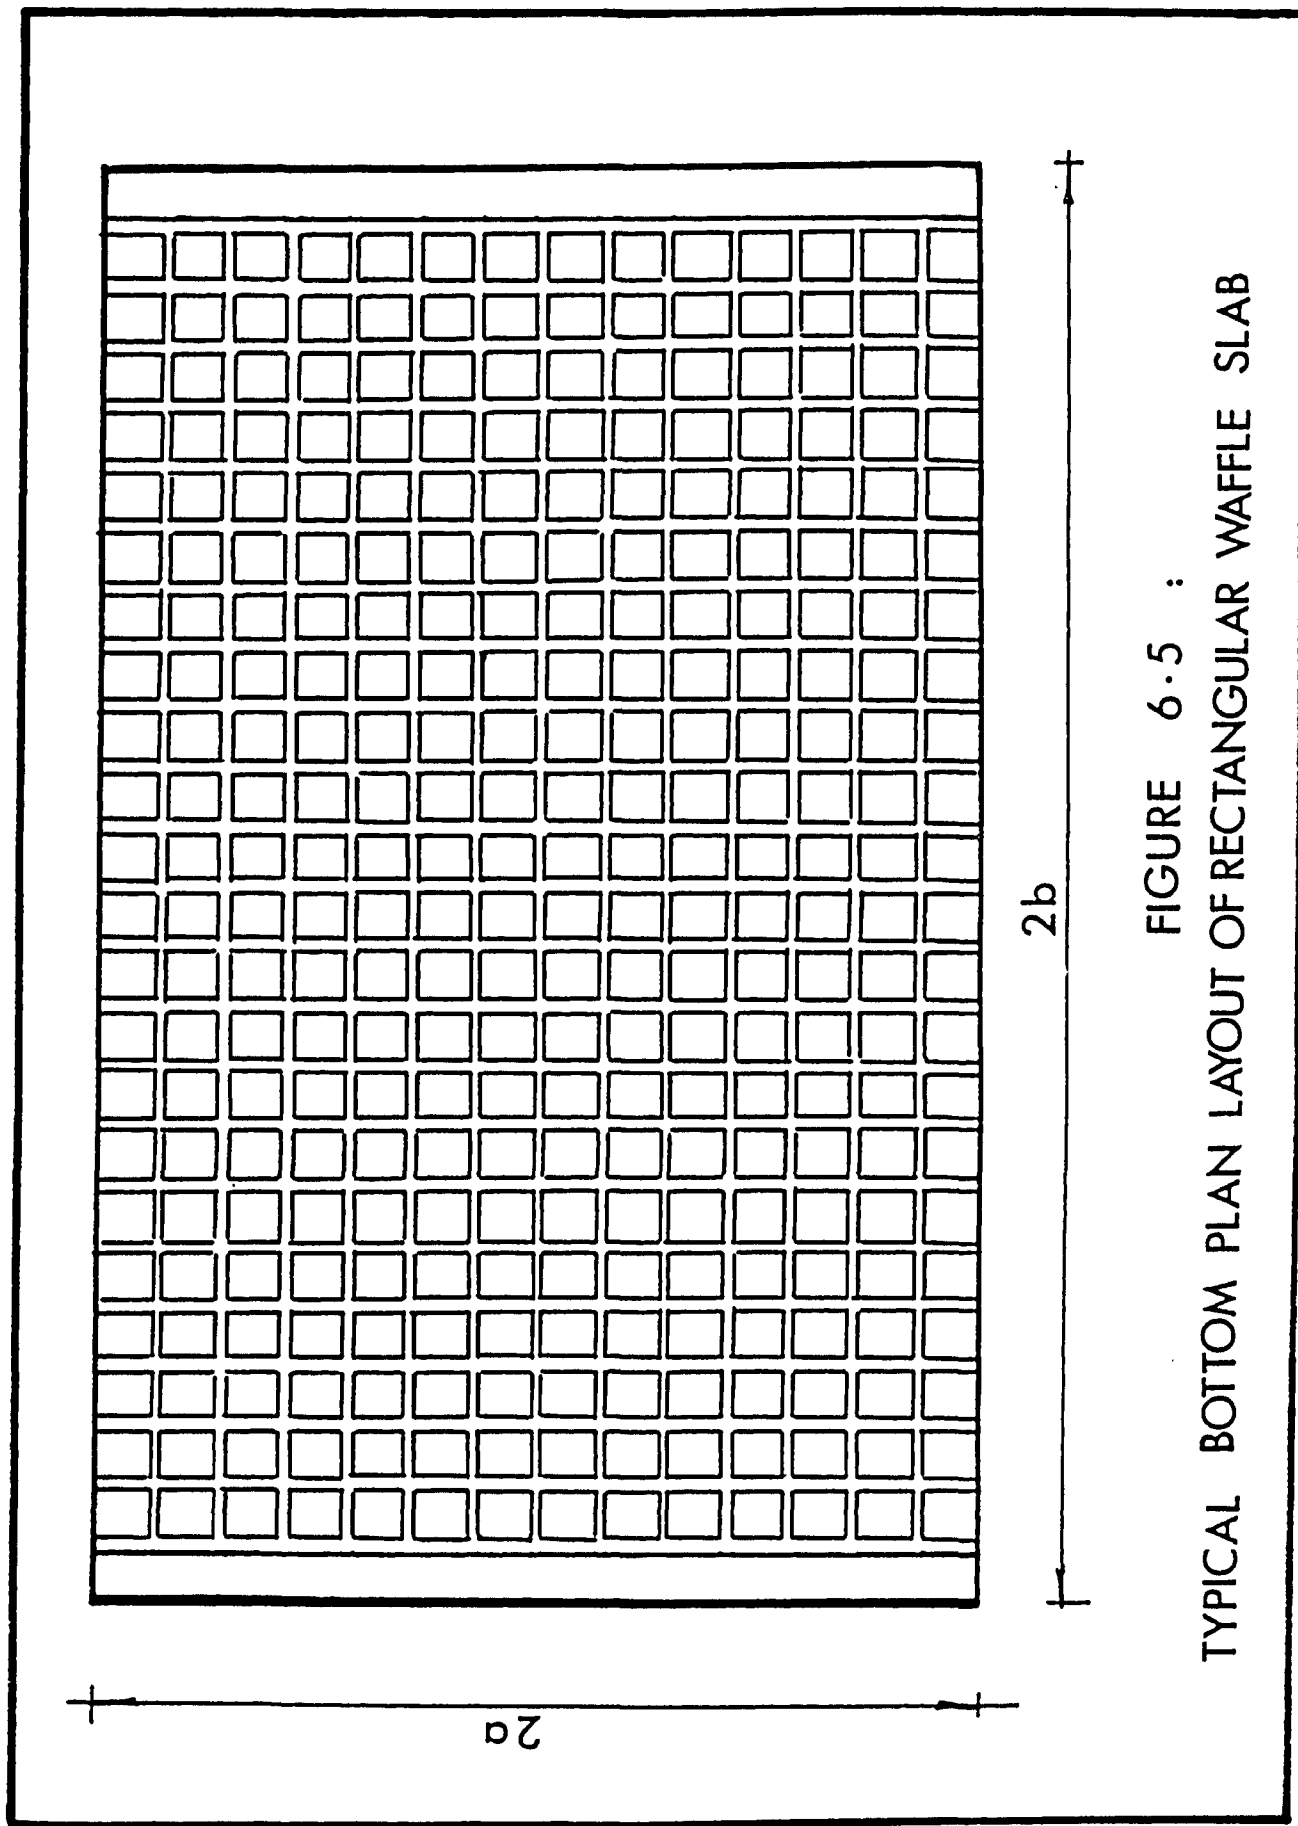 2a
2b
FIGURE 6·5 :
TYPICAL BOTTOM PLAN LAYOUT OF RECTANGULAR WAFFLE SLAB